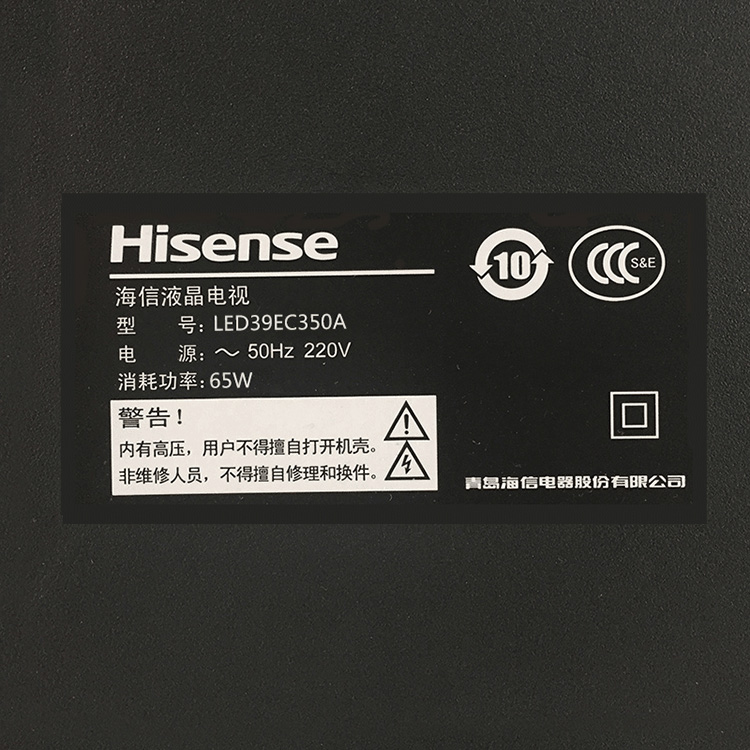 Hisense
海信液晶电视
型 号: LED39EC350A
电 源: ～ 50Hz 220V
消耗功率: 65W
警告!
内有高压，用户不得擅自打开机壳。
非维修人员，不得擅自修理和换件。
10
CCC S&E
青岛海信电器股份有限公司